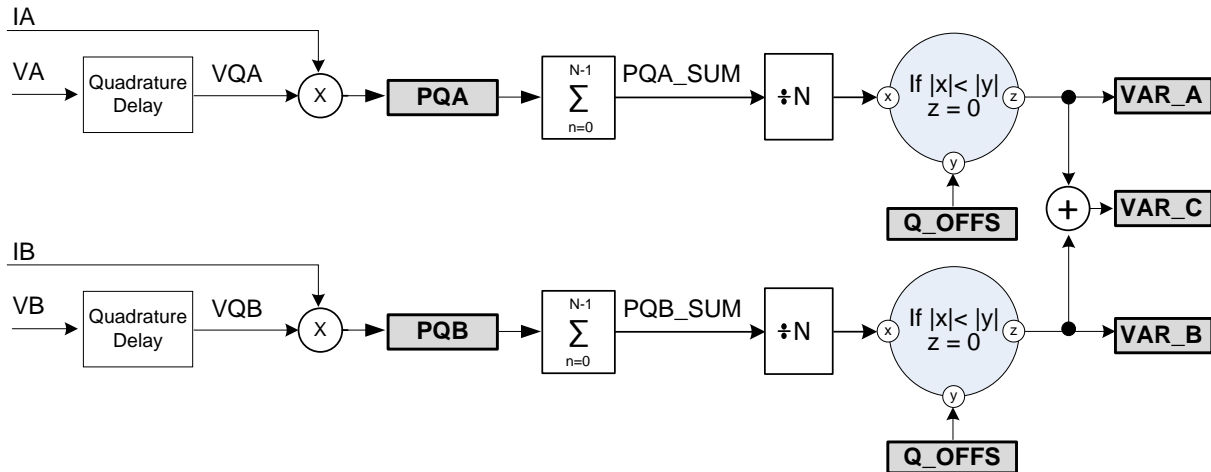 IA
VA
Quadrature
Delay
VQA
X
PQA
N-1
Σ
n=0
PQA_SUM
÷N
x
If |x|< |y|
z = 0
z
y
VAR_A
Q_OFFS
+
VAR_C
IB
VB
Quadrature
Delay
VQB
X
PQB
N-1
Σ
n=0
PQB_SUM
÷N
x
If |x|< |y|
z = 0
z
y
VAR_B
Q_OFFS